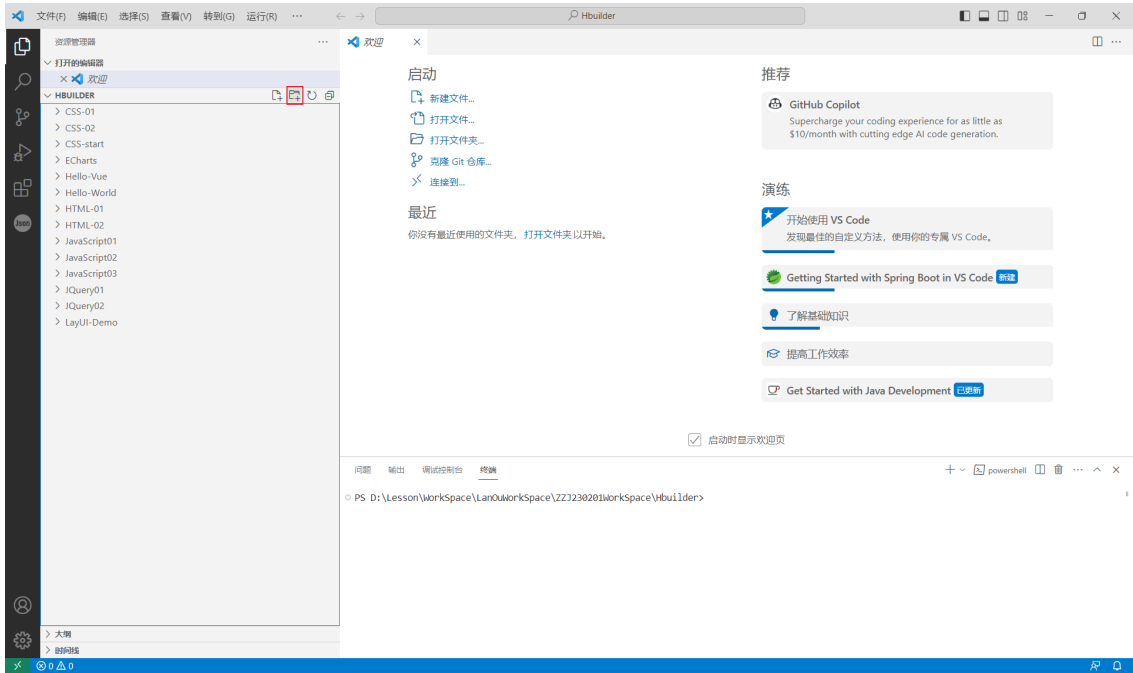 文件(F) 编辑(E) 选择(S) 查看(V) 转到(G) 运行(R) ··· Hbuilder
资源管理器
打开的编辑器
欢迎
HBUILDER
CSS-01
CSS-02
CSS-start
ECharts
Hello-Vue
Hello-World
HTML-01
HTML-02
JavaScript01
JavaScript02
JavaScript03
JQuery01
JQuery02
LayUI-Demo
大纲
时间线
Json
欢迎
启动
新建文件...
打开文件...
打开文件夹...
克隆 Git 仓库...
连接到...
最近
你没有最近使用的文件夹，打开文件夹以开始。
推荐
GitHub Copilot
Supercharge your coding experience for as little as
$10/month with cutting edge AI code generation.
演练
开始使用 VS Code
发现最佳的自定义方法，使用你的专属 VS Code。
Getting Started with Spring Boot in VS Code 新建
了解基础知识
提高工作效率
Get Started with Java Development 已更新
启动时显示欢迎页
问题 输出 调试控制台 终端 powershell
PS D:\Lesson\WorkSpace\LanOuWorkSpace\ZZJ230201WorkSpace\Hbuilder>
0 0